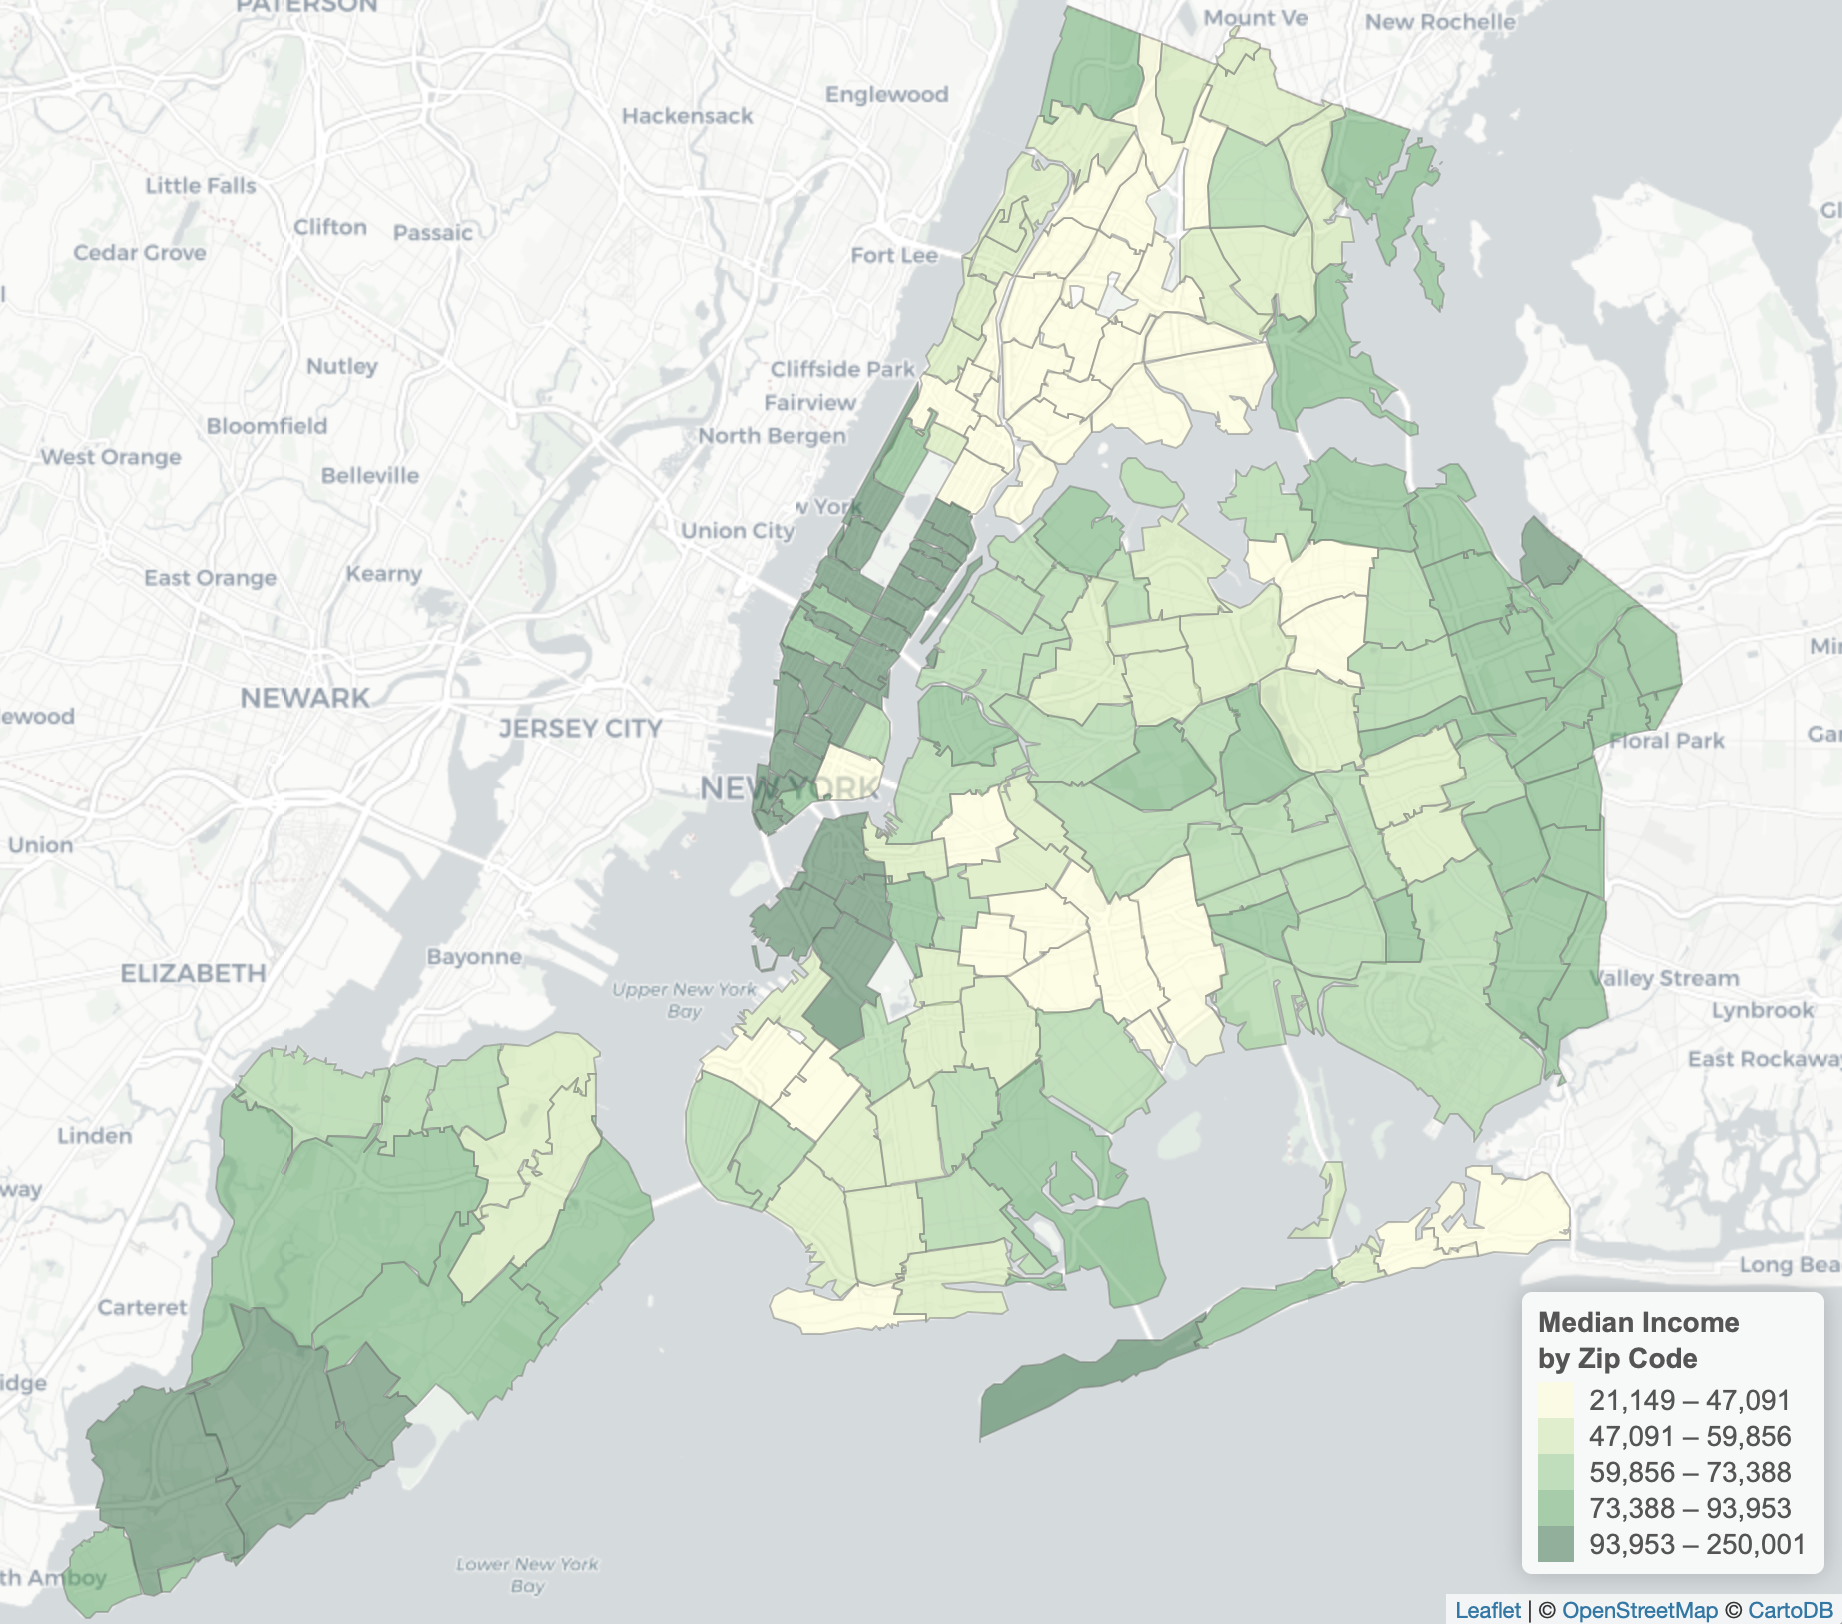 PATERSON
Mount Ve
New Rochelle
Englewood
Hackensack
Little Falls
Clifton
Passaic
Cedar Grove
Fort Lee
Gl
l
Nutley
Cliffside Park
Fairview
Bloomfield
North Bergen
West Orange
Belleville
w York
Union City
East Orange
Kearny
Mi
NEWARK
ewood
JERSEY CITY
Floral Park
Gar
NEW YORK
Union
Bayonne
ELIZABETH
Upper New York
Bay
Valley Stream
Lynbrook
East Rockaway
Linden
way
Long Bea
Carteret
idge
th Amboy
Lower New York
Bay
Median Income
by Zip Code
21,149 – 47,091
47,091 – 59,856
59,856 – 73,388
73,388 – 93,953
93,953 – 250,001
Leaflet | © OpenStreetMap © CartoDB